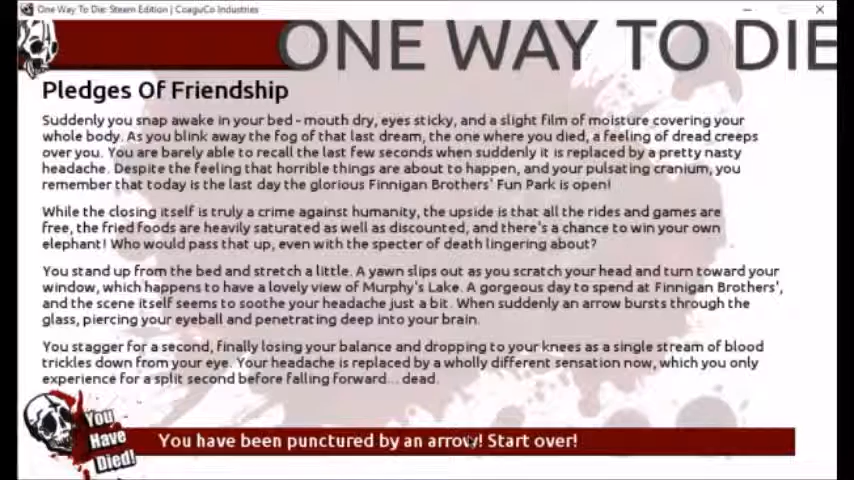 One Way To Die: Steam Edition | CoaguCo Industries
ONE WAY TO DIE
Pledges Of Friendship
Suddenly you snap awake in your bed - mouth dry, eyes sticky, and a slight film of moisture covering your
whole body. As you blink away the fog of that last dream, the one where you died, a feeling of dread creeps
over you. You are barely able to recall the last few seconds when suddenly it is replaced by a pretty nasty
headache. Despite the feeling that horrible things are about to happen, and your pulsating cranium, you
remember that today is the last day the glorious Finnigan Brothers' Fun Park is open!
While the closing itself is truly a crime against humanity, the upside is that all the rides and games are
free, the fried foods are heavily saturated as well as discounted, and there's a chance to win your own
elephant! Who would pass that up, even with the specter of death lingering about?
You stand up from the bed and stretch a little. A yawn slips out as you scratch your head and turn toward your
window, which happens to have a lovely view of Murphy's Lake. A gorgeous day to spend at Finnigan Brothers',
and the scene itself seems to soothe your headache just a bit. When suddenly an arrow bursts through the
glass, piercing your eyeball and penetrating deep into your brain.
You stagger for a second, finally losing your balance and dropping to your knees as a single stream of blood
trickles down from your eye. Your headache is replaced by a wholly different sensation now, which you only
experience for a split second before falling forward... dead.
You
Have
Died!
You have been punctured by an arrow! Start over!